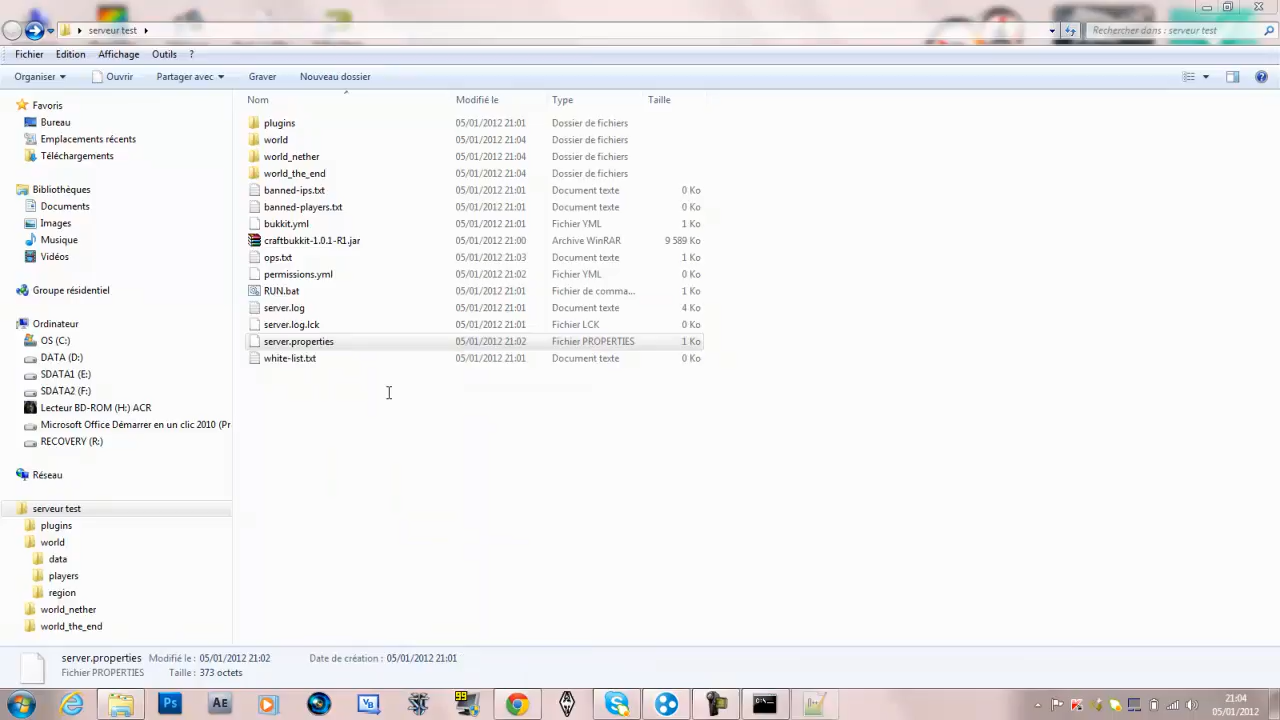 serveur test
Rechercher dans : serveur test
Fichier Edition Affichage Outils ?
Organiser Ouvrir Partager avec Graver Nouveau dossier
Nom Modifié le Type Taille
plugins 05/01/2012 21:01 Dossier de fichiers
world 05/01/2012 21:04 Dossier de fichiers
world_nether 05/01/2012 21:04 Dossier de fichiers
world_the_end 05/01/2012 21:04 Dossier de fichiers
banned-ips.txt 05/01/2012 21:01 Document texte 0 Ko
banned-players.txt 05/01/2012 21:01 Document texte 0 Ko
bukkit.yml 05/01/2012 21:01 Fichier YML 1 Ko
craftbukkit-1.0.1-R1.jar 05/01/2012 21:00 Archive WinRAR 9 589 Ko
ops.txt 05/01/2012 21:03 Document texte 1 Ko
permissions.yml 05/01/2012 21:02 Fichier YML 0 Ko
RUN.bat 05/01/2012 21:01 Fichier de comma... 1 Ko
server.log 05/01/2012 21:01 Document texte 4 Ko
server.log.lck 05/01/2012 21:01 Fichier LCK 0 Ko
server.properties 05/01/2012 21:02 Fichier PROPERTIES 1 Ko
white-list.txt 05/01/2012 21:01 Document texte 0 Ko
Favoris
Bureau
Emplacements récents
Téléchargements
Bibliothèques
Documents
Images
Musique
Vidéos
Groupe résidentiel
Ordinateur
OS (C:)
DATA (D:)
SDATA1 (E:)
SDATA2 (F:)
Lecteur BD-ROM (H:) ACR
Microsoft Office Démarrer en un clic 2010 (Pr
RECOVERY (R:)
Réseau
serveur test
plugins
world
data
players
region
world_nether
world_the_end
server.properties Modifié le : 05/01/2012 21:02 Date de création : 05/01/2012 21:01
Fichier PROPERTIES Taille : 373 octets
Ps AE 99
21:04
05/01/2012